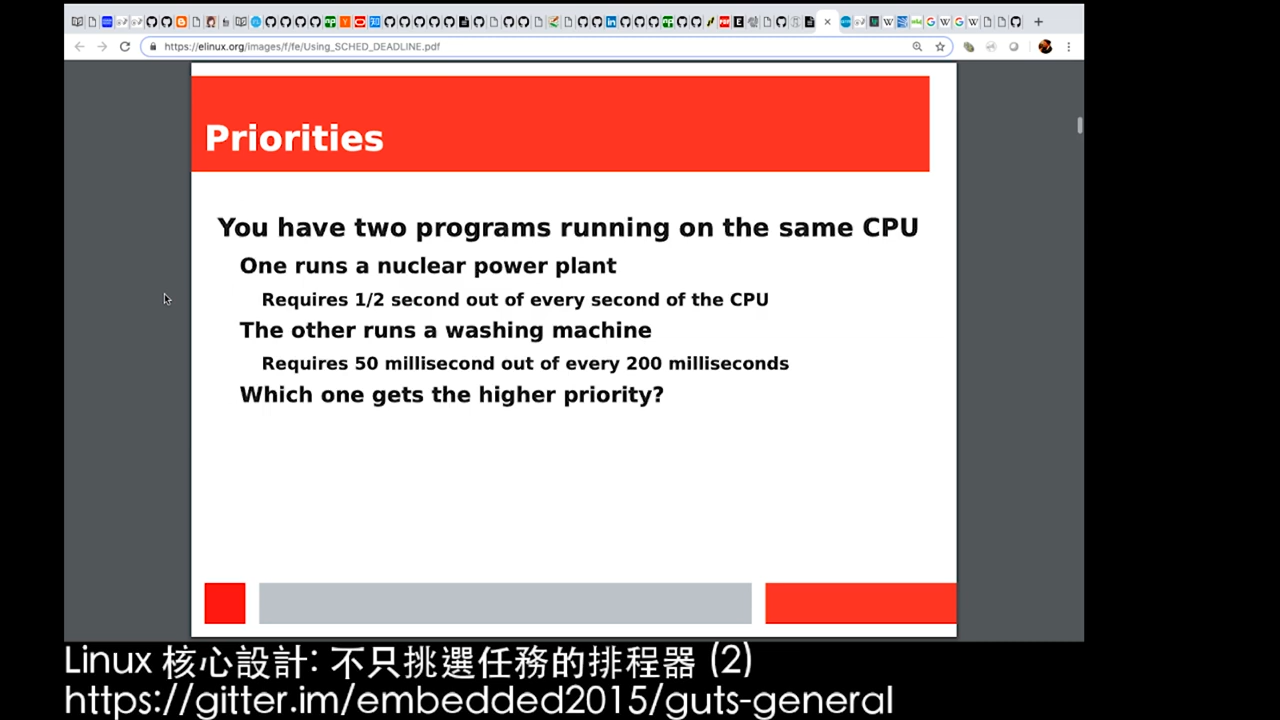 https://elinux.org/images/f/fe/Using_SCHED_DEADLINE.pdf
Priorities
You have two programs running on the same CPU
One runs a nuclear power plant
Requires 1/2 second out of every second of the CPU
The other runs a washing machine
Requires 50 millisecond out of every 200 milliseconds
Which one gets the higher priority?
Linux 核心設計: 不只挑選任務的排程器 (2)
https://gitter.im/embedded2015/guts-general